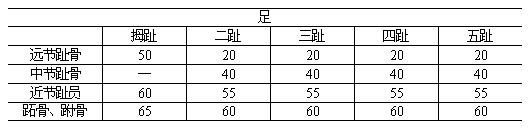 足
拇趾 二趾 三趾 四趾 五趾
远节趾骨 50 20 20 20 20
中节趾骨 — 40 40 40 40
近节趾员 60 55 55 55 55
跖骨、跗骨 65 60 60 60 60